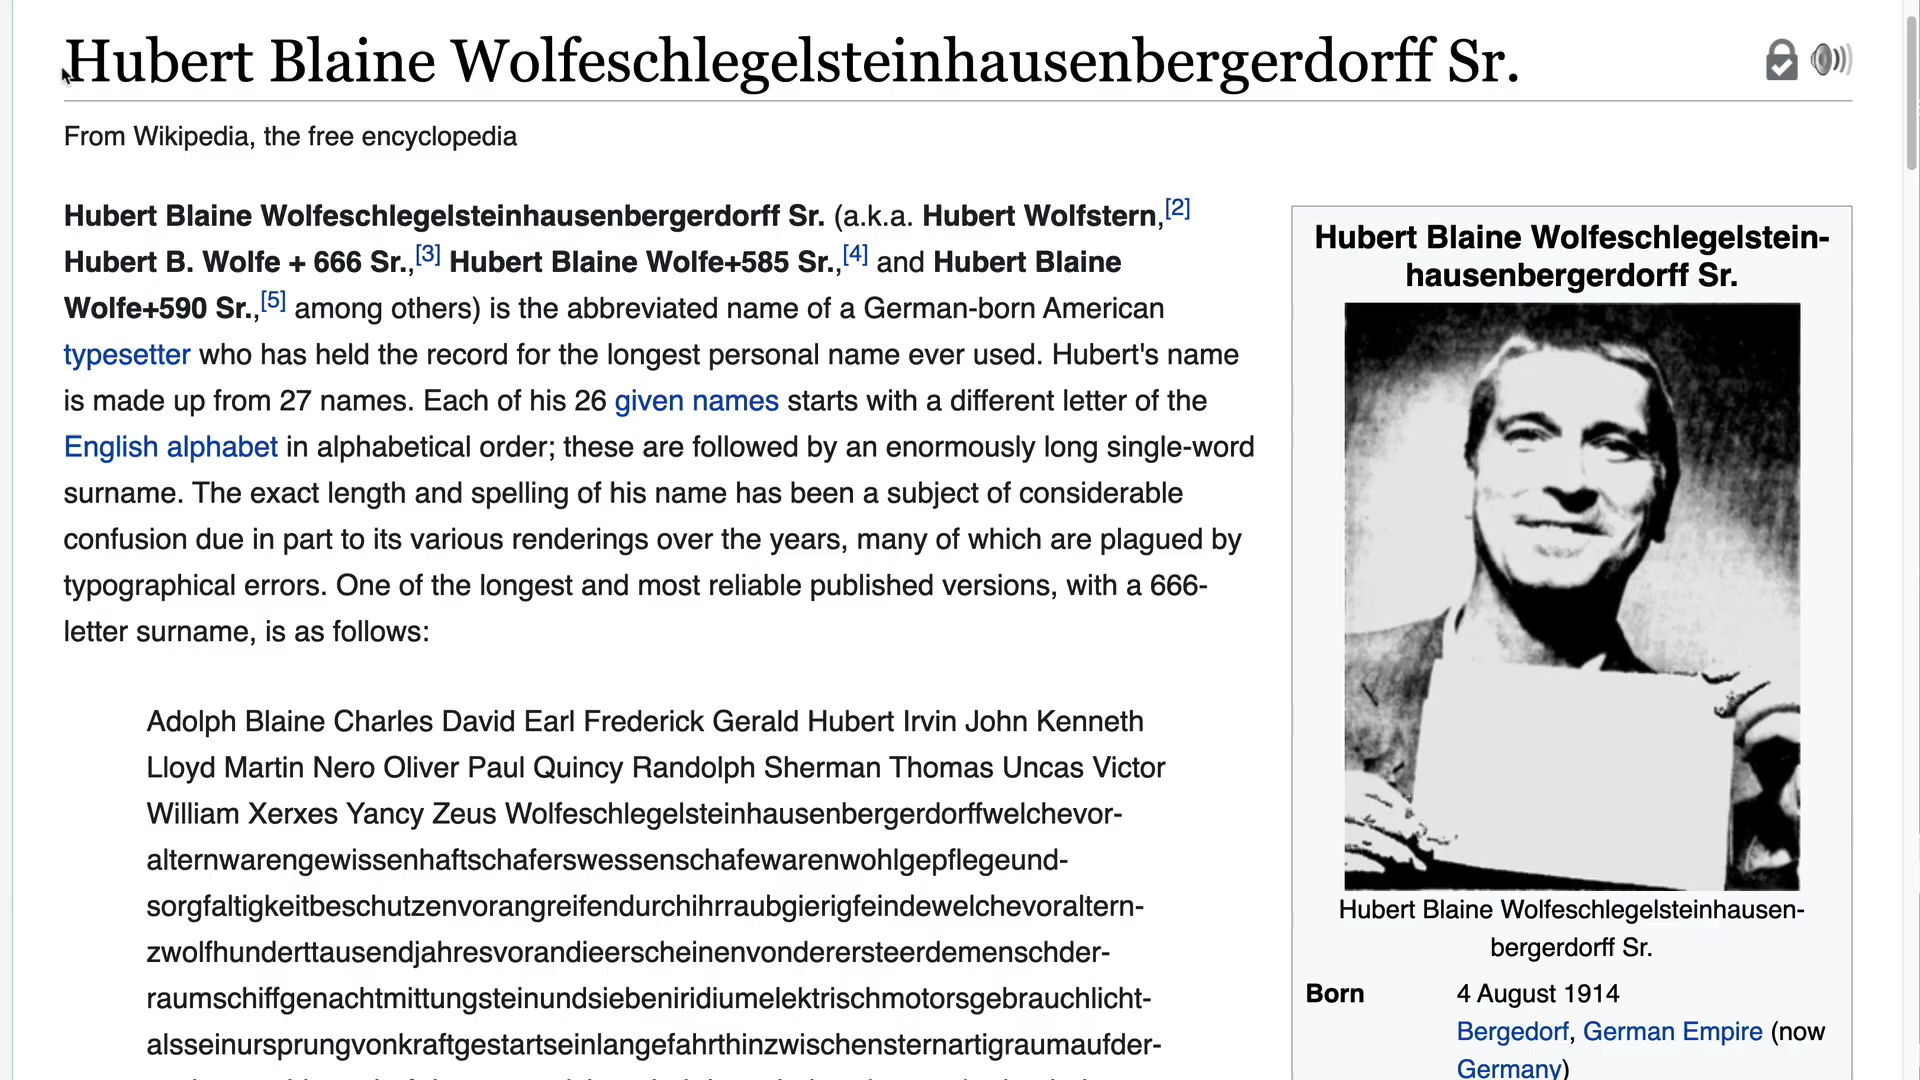 Hubert Blaine Wolfeschlegelsteinhausenbergerdorff Sr.
From Wikipedia, the free encyclopedia
Hubert Blaine Wolfeschlegelsteinhausenbergerdorff Sr. (a.k.a. Hubert Wolfstern,[2]
Hubert B. Wolfe + 666 Sr.,[3] Hubert Blaine Wolfe+585 Sr.,[4] and Hubert Blaine
Wolfe+590 Sr.,[5] among others) is the abbreviated name of a German-born American
typesetter who has held the record for the longest personal name ever used. Hubert's name
is made up from 27 names. Each of his 26 given names starts with a different letter of the
English alphabet in alphabetical order; these are followed by an enormously long single-word
surname. The exact length and spelling of his name has been a subject of considerable
confusion due in part to its various renderings over the years, many of which are plagued by
typographical errors. One of the longest and most reliable published versions, with a 666-
letter surname, is as follows:
Adolph Blaine Charles David Earl Frederick Gerald Hubert Irvin John Kenneth
Lloyd Martin Nero Oliver Paul Quincy Randolph Sherman Thomas Uncas Victor
William Xerxes Yancy Zeus Wolfeschlegelsteinhausenbergerdorffwelchevor-
alternwarengewissenhaftschaferswessenschafewarenwohlgepflegeund-
sorgfaltigkeitbeschutzenvorangreifendurchihrraubgierigfeindewelchevoraltern-
zwolfhunderttausendjahresvorandieerscheinenvonderersteerdemenschder-
raumschiffgenachtmittungsteinundsiebeniridiumelektrischmotorsgebrauchlicht-
alsseinursprungvonkraftgestartseinlangefahrthinzwischensternartigraumaufder-
Hubert Blaine Wolfeschlegelstein-
hausenbergerdorff Sr.
Hubert Blaine Wolfeschlegelsteinhausen-
bergerdorff Sr.
Born 4 August 1914
Bergedorf, German Empire (now
Germany)